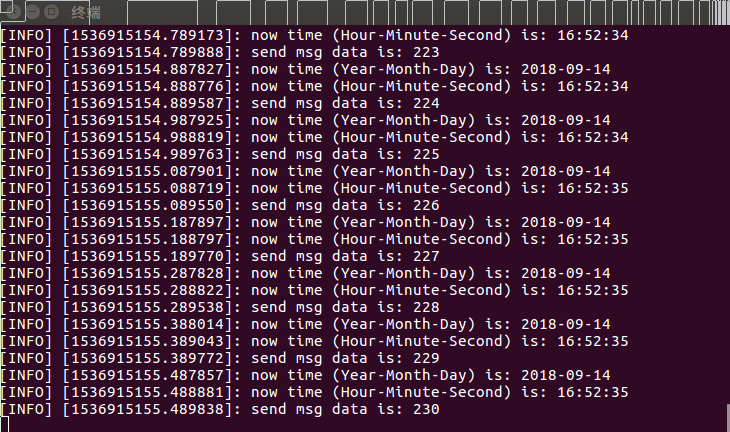 终端
[INFO] [1536915154.789173]: now time (Hour-Minute-Second) is: 16:52:34
[INFO] [1536915154.789888]: send msg data is: 223
[INFO] [1536915154.887827]: now time (Year-Month-Day) is: 2018-09-14
[INFO] [1536915154.888776]: now time (Hour-Minute-Second) is: 16:52:34
[INFO] [1536915154.889587]: send msg data is: 224
[INFO] [1536915154.987925]: now time (Year-Month-Day) is: 2018-09-14
[INFO] [1536915154.988819]: now time (Hour-Minute-Second) is: 16:52:34
[INFO] [1536915154.989763]: send msg data is: 225
[INFO] [1536915155.087901]: now time (Year-Month-Day) is: 2018-09-14
[INFO] [1536915155.088719]: now time (Hour-Minute-Second) is: 16:52:35
[INFO] [1536915155.089550]: send msg data is: 226
[INFO] [1536915155.187897]: now time (Year-Month-Day) is: 2018-09-14
[INFO] [1536915155.188797]: now time (Hour-Minute-Second) is: 16:52:35
[INFO] [1536915155.189770]: send msg data is: 227
[INFO] [1536915155.287828]: now time (Year-Month-Day) is: 2018-09-14
[INFO] [1536915155.288822]: now time (Hour-Minute-Second) is: 16:52:35
[INFO] [1536915155.289538]: send msg data is: 228
[INFO] [1536915155.388014]: now time (Year-Month-Day) is: 2018-09-14
[INFO] [1536915155.389043]: now time (Hour-Minute-Second) is: 16:52:35
[INFO] [1536915155.389772]: send msg data is: 229
[INFO] [1536915155.487857]: now time (Year-Month-Day) is: 2018-09-14
[INFO] [1536915155.488881]: now time (Hour-Minute-Second) is: 16:52:35
[INFO] [1536915155.489838]: send msg data is: 230